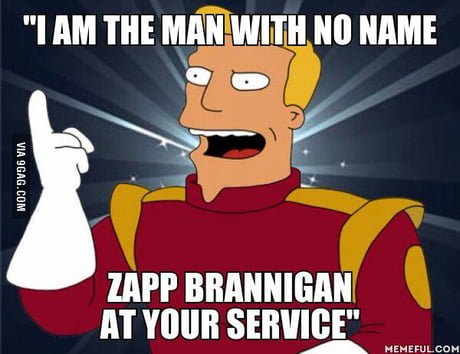 "I AM THE MAN WITH NO NAME
VIA 9GAG.COM
ZAPP BRANNIGAN
AT YOUR SERVICE"
MEMEFUL.COM